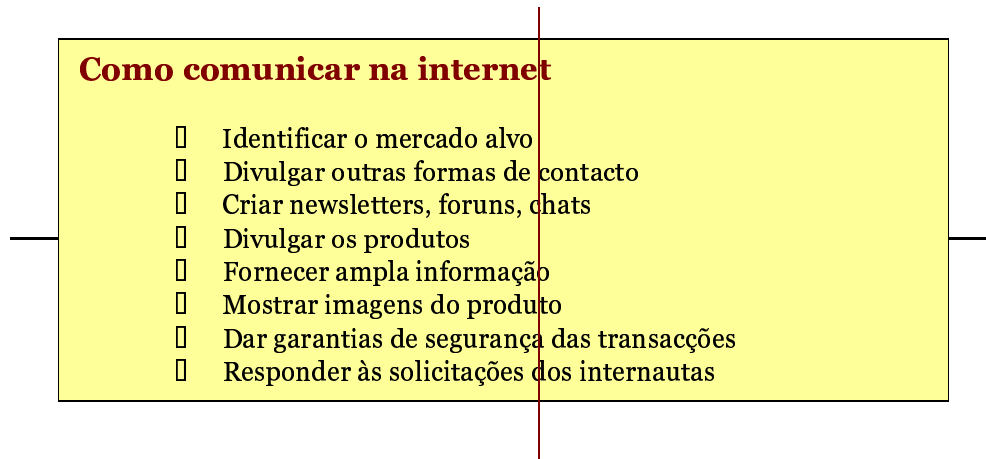 Como comunicar na internet
Identificar o mercado alvo
Divulgar outras formas de contacto
Criar newsletters, foruns, chats
Divulgar os produtos
Fornecer ampla informação
Mostrar imagens do produto
Dar garantias de segurança das transacções
Responder às solicitações dos internautas